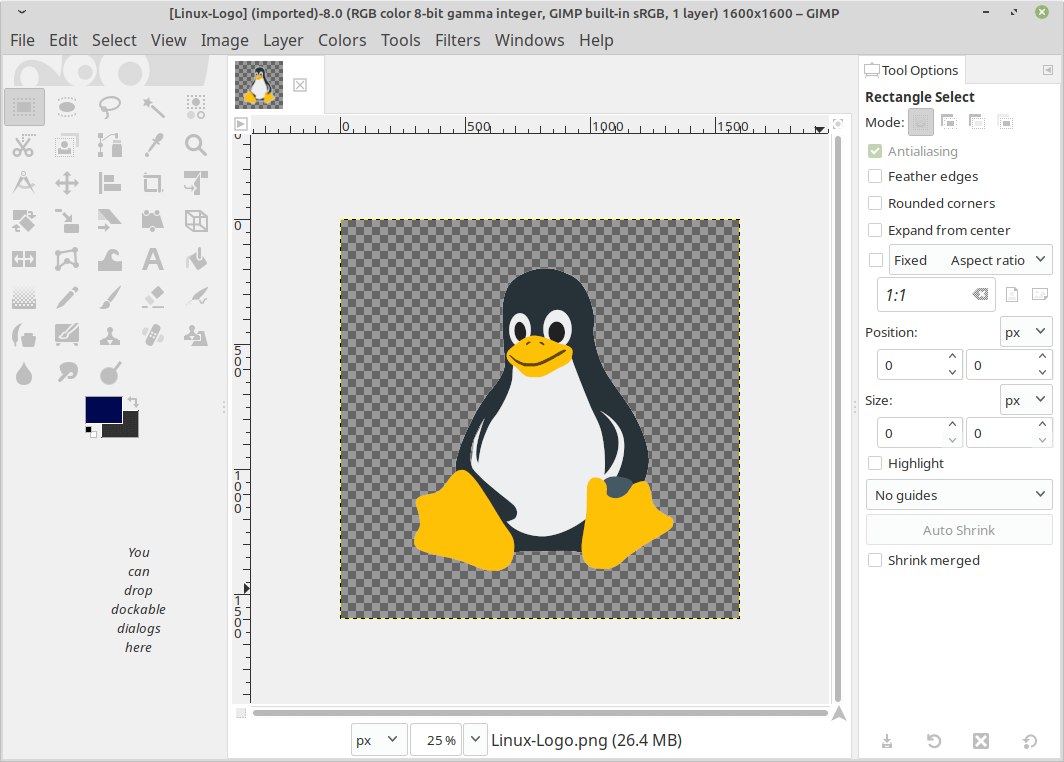 [Linux-Logo] (imported)-8.0 (RGB color 8-bit gamma integer, GIMP built-in sRGB, 1 layer) 1600x1600 – GIMP
File Edit Select View Image Layer Colors Tools Filters Windows Help
You
can
drop
dockable
dialogs
here
0 500 1000 1500
0
0
500
1000
1500
px 25 % Linux-Logo.png (26.4 MB)
Tool Options
Rectangle Select
Mode:
Antialiasing
Feather edges
Rounded corners
Expand from center
Fixed Aspect ratio
1:1
Position: px
0 0
Size: px
0 0
Highlight
No guides
Auto Shrink
Shrink merged